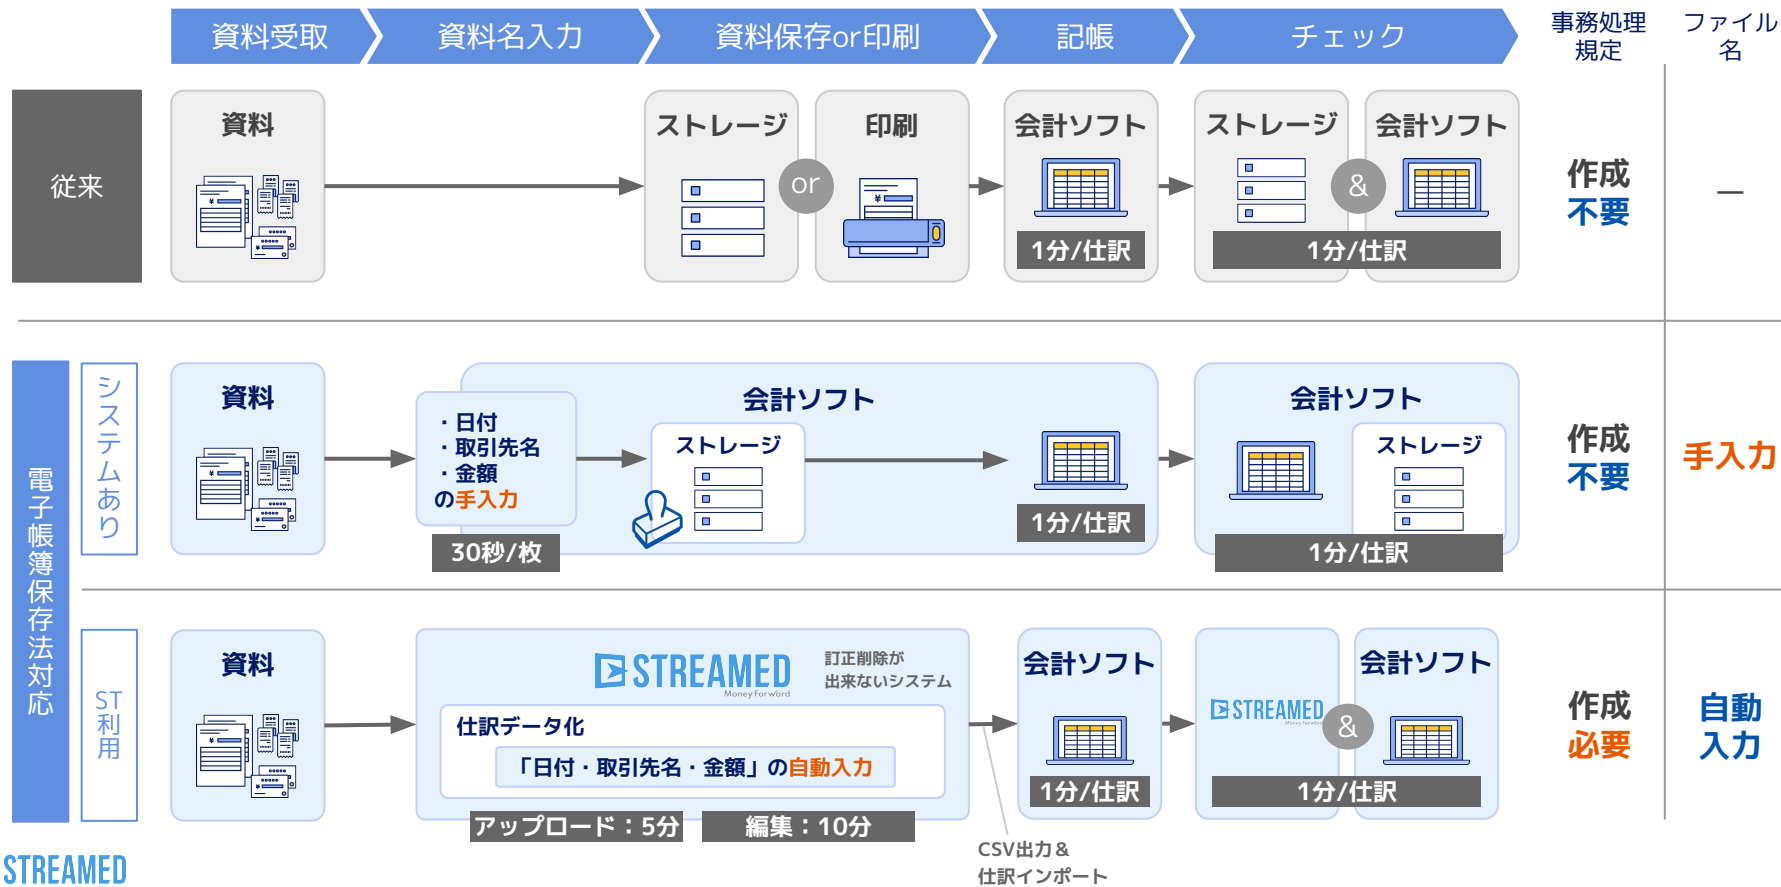 資料受取
資料名入力
資料保存or印刷
記帳
チェック
事務処理
規定
ファイル
名
従来
資料
ストレージ
or
印刷
会計ソフト
1分/仕訳
ストレージ
&
会計ソフト
1分/仕訳
作成
不要
—
電子帳簿保存法対応
システムあり
資料
・日付
・取引先名
・金額
の手入力
30秒/枚
会計ソフト
ストレージ
1分/仕訳
会計ソフト
ストレージ
1分/仕訳
作成
不要
手入力
ST
利
用
資料
STREAMED
Money Forward
訂正削除が
出来ないシステム
仕訳データ化
「日付・取引先名・金額」の自動入力
アップロード：5分
編集：10分
CSV出力＆
仕訳インポート
会計ソフト
1分/仕訳
STREAMED
Money Forward
&
会計ソフト
1分/仕訳
作成
必要
自動
入力
STREAMED